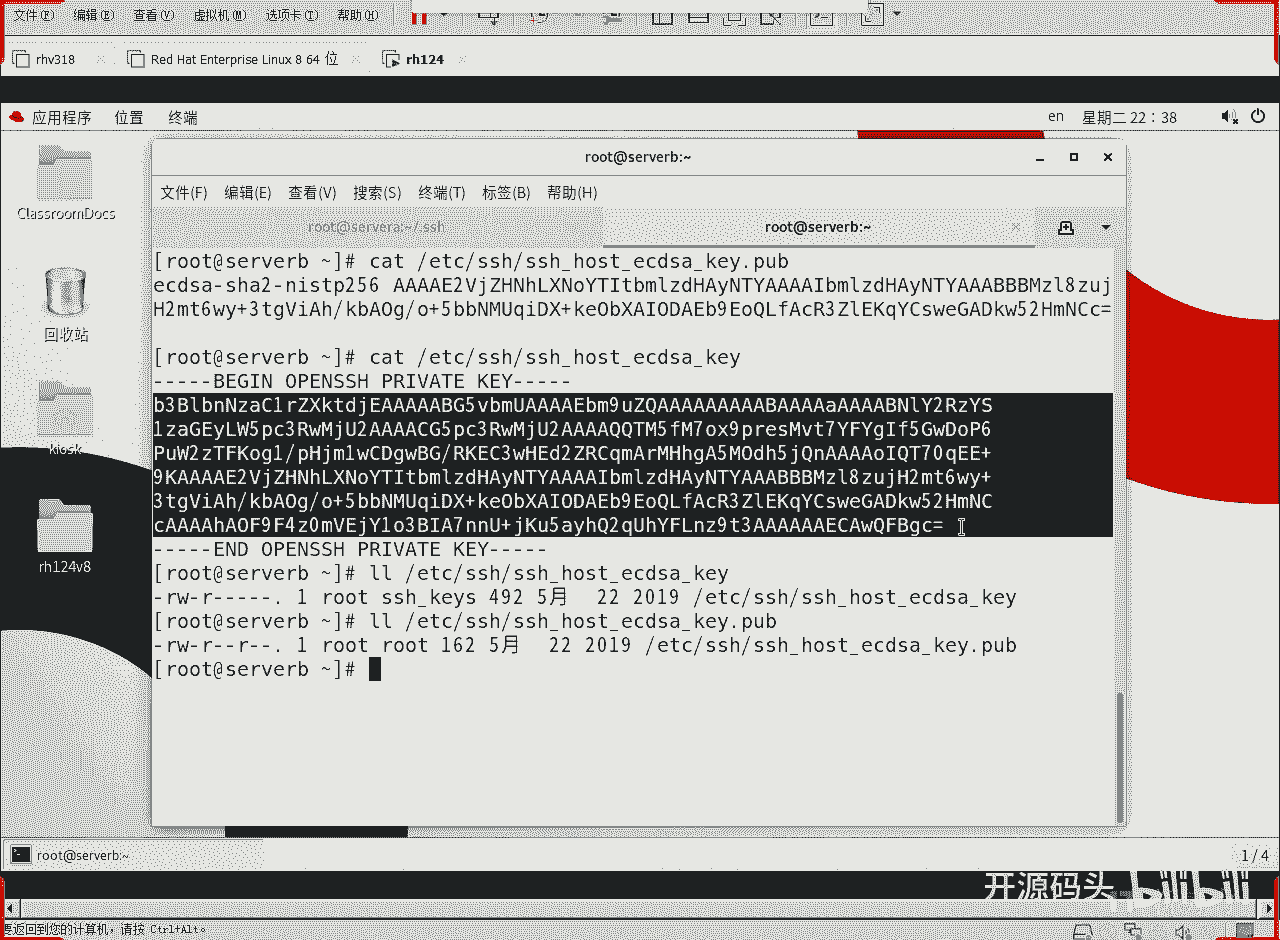 文件(F) 编辑(E) 查看(V) 虚拟机(M) 选项卡(T) 帮助(H)
rhv318 Red Hat Enterprise Linux 8 64 位 rh124
应用程序 位置 终端 en 星期二 22：38
root@serverb:~
ClassroomDocs
回收站
kiosk
rh124v8
文件(F) 编辑(E) 查看(V) 搜索(S) 终端(T) 标签(B) 帮助(H)
root@servera:~/.ssh root@serverb:~
[root@serverb ~]# cat /etc/ssh/ssh_host_ecdsa_key.pub
ecdsa-sha2-nistp256 AAAAE2VjZHNhLXNoYTItbmlzdHAyNTYAAAAIbmlzdHAyNTYAAABBBMzl8zuj
H2mt6wy+3tgViAh/kbAOg/o+5bbNMUqiDX+keObXAIODAEb9EoQLfAcR3ZlEKqYCsweGADkw52HmNCc=
[root@serverb ~]# cat /etc/ssh/ssh_host_ecdsa_key
-----BEGIN OPENSSH PRIVATE KEY-----
b3BlbnNzaC1rZXktdjEAAAAABG5vbmUAAAAEbm9uZQAAAAAAAAABAAAAaAAAABNlY2RzYS
1zaGEyLW5pc3RwMjU2AAAACG5pc3RwMjU2AAAAQQTM5fM7ox9presMvt7YFYgIf5GwDoP6
PuW2zTFKog1/pHjm1wCDgwBG/RKEC3wHEd2ZRCqmArMHhgA5MOdh5jQnAAAAoIQT70qEE+
9KAAAAE2VjZHNhLXNoYTItbmlzdHAyNTYAAAAIbmlzdHAyNTYAAABBBMzl8zujH2mt6wy+
3tgViAh/kbAOg/o+5bbNMUqiDX+keObXAIODAEb9EoQLfAcR3ZlEKqYCsweGADkw52HmNC
cAAAAhAOF9F4z0mVEjY1o3BIA7nnU+jKu5ayhQ2qUhYFLnz9t3AAAAAAECAwQFBgc=
-----END OPENSSH PRIVATE KEY-----
[root@serverb ~]# ll /etc/ssh/ssh_host_ecdsa_key
-rw-r-----. 1 root ssh_keys 492 5月 22 2019 /etc/ssh/ssh_host_ecdsa_key
[root@serverb ~]# ll /etc/ssh/ssh_host_ecdsa_key.pub
-rw-r--r--. 1 root root 162 5月 22 2019 /etc/ssh/ssh_host_ecdsa_key.pub
[root@serverb ~]#
root@serverb:~ 1 / 4
开源码头 bilibili
要返回到您的计算机，请按 Ctrl+Alt。